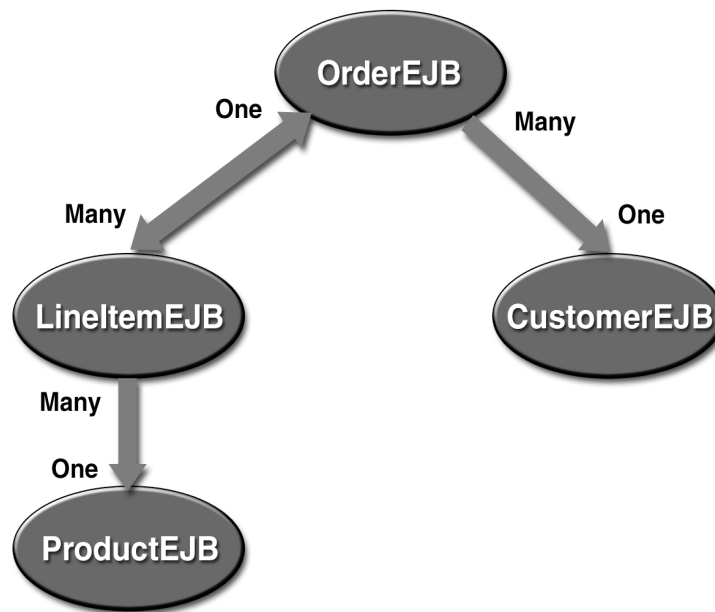 OrderEJB
One
Many
Many
One
LineItemEJB
CustomerEJB
Many
One
ProductEJB